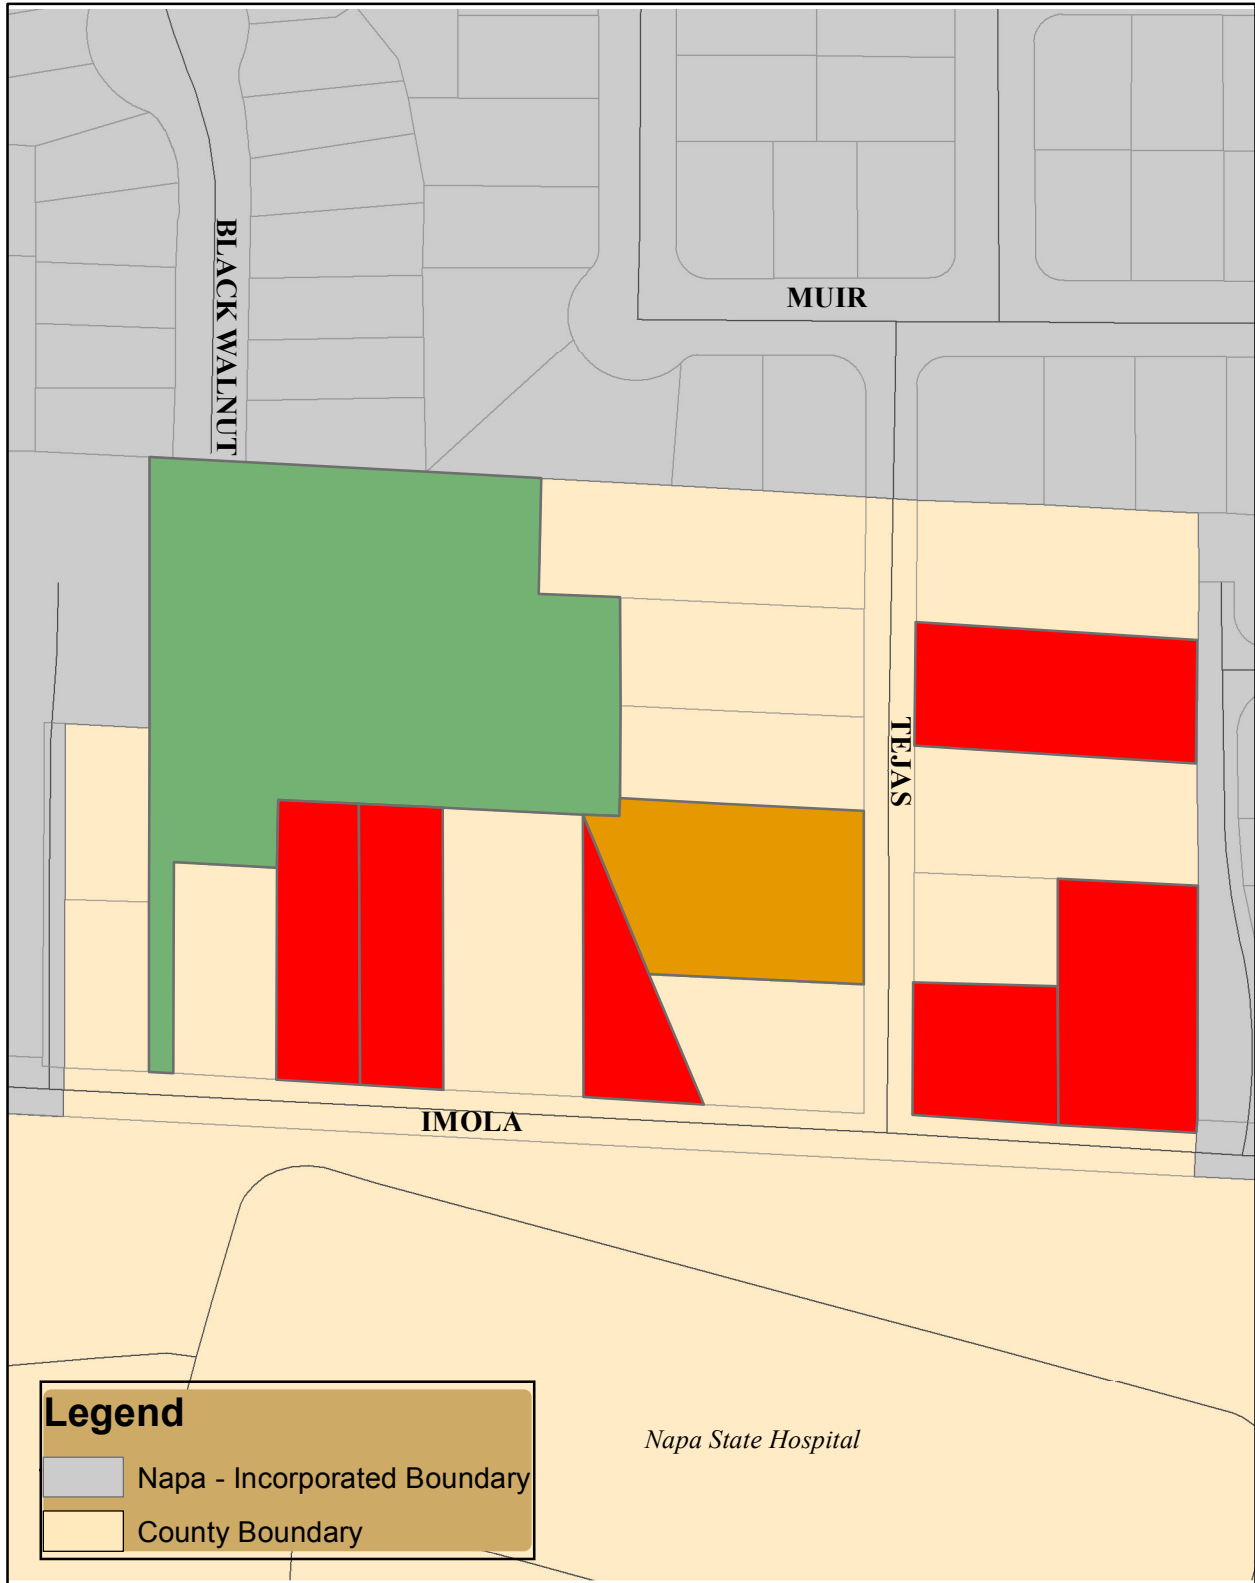 BLACK WALNUT
MUIR
TEJAS
IMOLA
Napa State Hospital
Legend
Napa - Incorporated Boundary
County Boundary